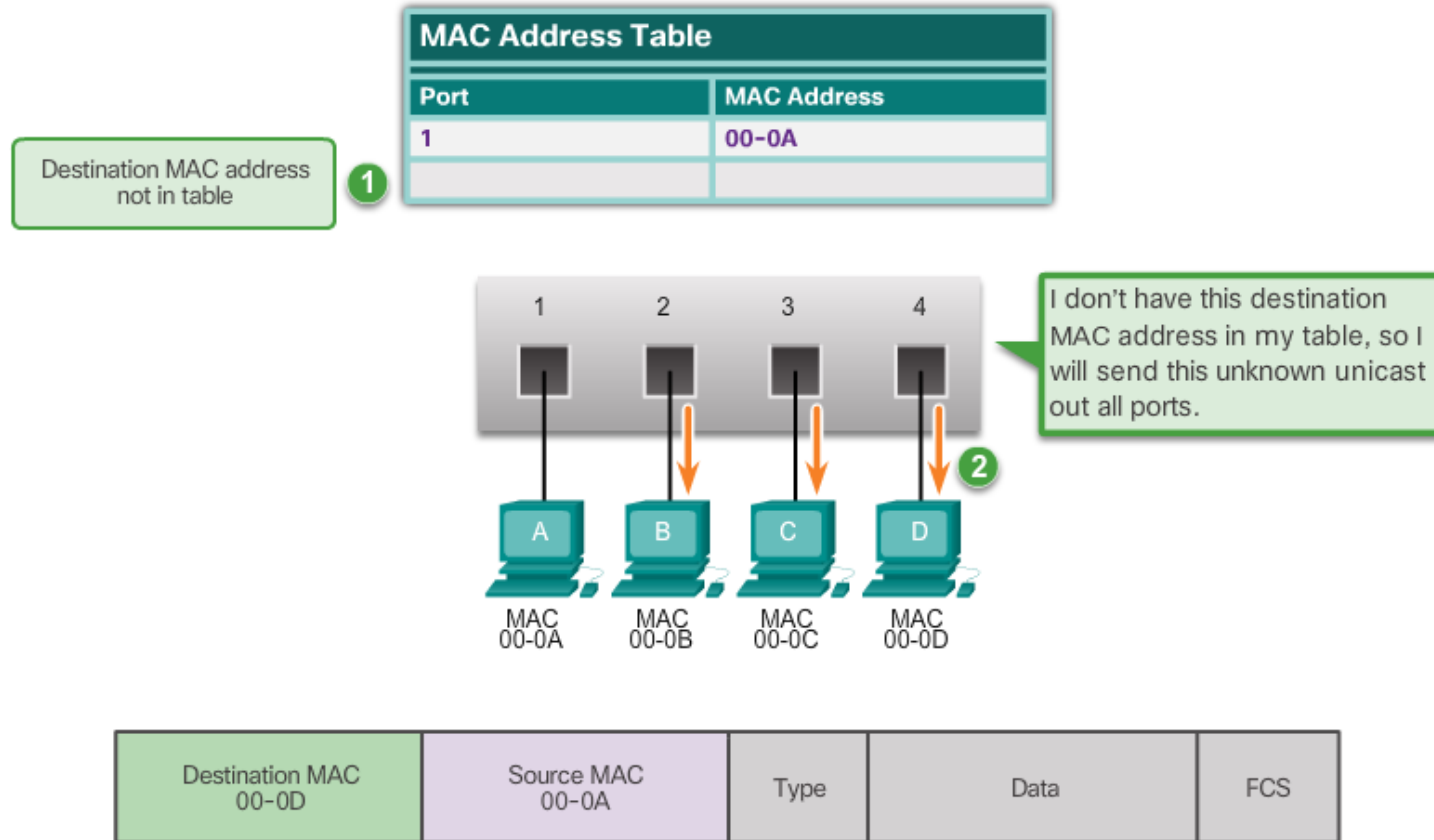 MAC Address Table
Port MAC Address
1 00-0A
Destination MAC address
not in table
1
1 2 3 4
I don't have this destination
MAC address in my table, so I
will send this unknown unicast
out all ports.
2
A B C D
MAC MAC MAC MAC
00-0A 00-0B 00-0C 00-0D
Destination MAC Source MAC Type Data FCS
00-0D 00-0A